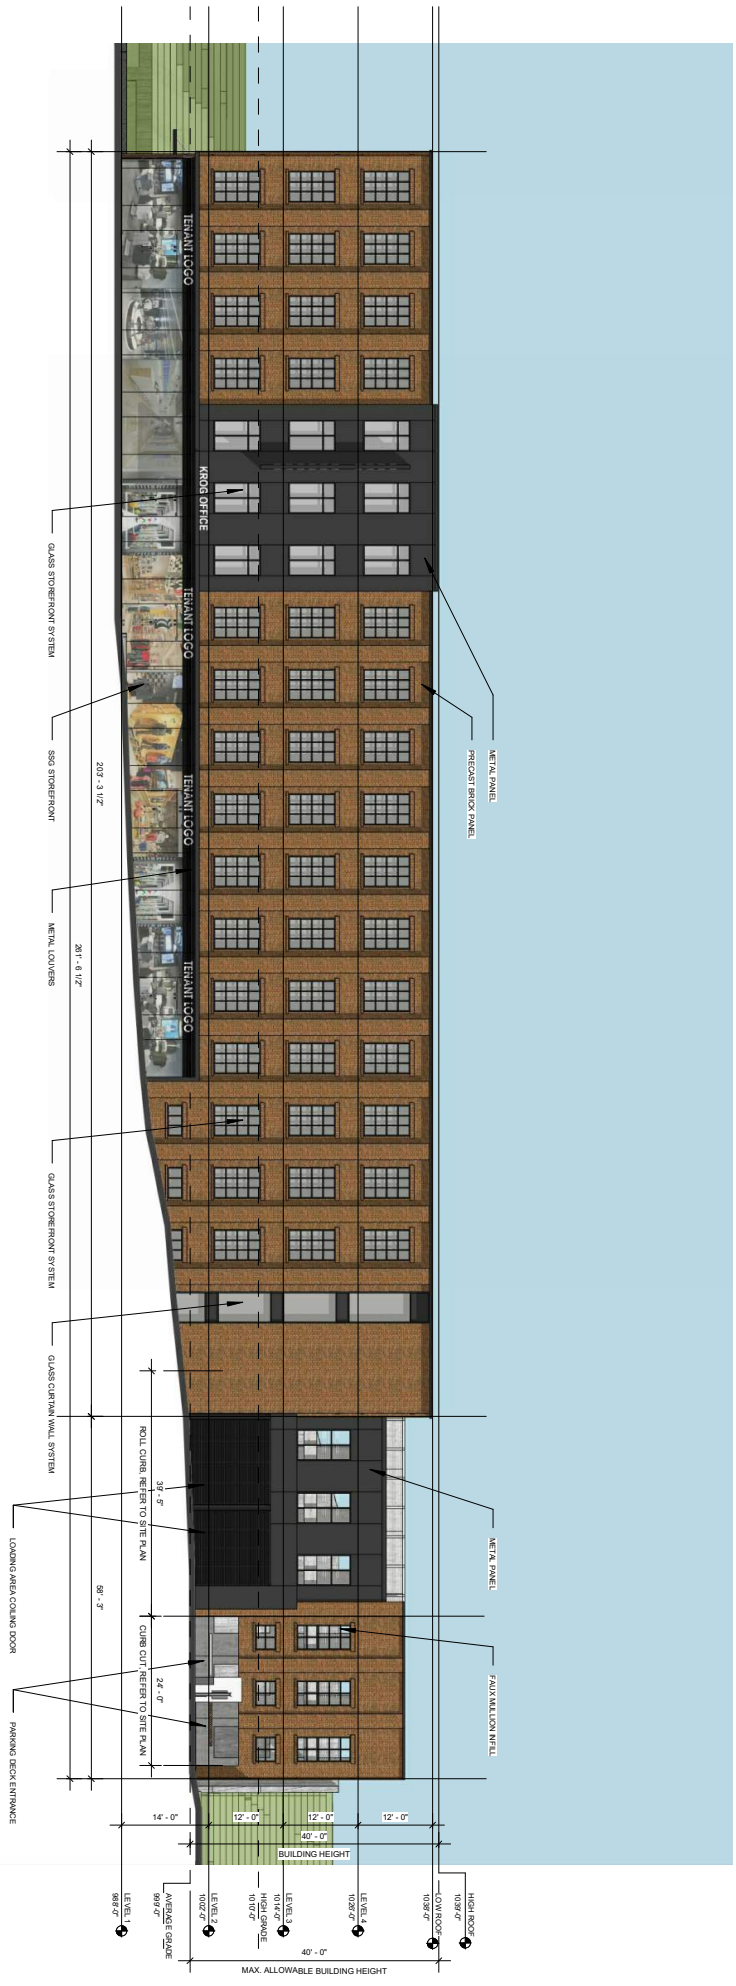 METAL PANEL
PRECAST BRICK PANEL
METAL PANEL
FAUX MULLION INFILL
HIGH ROOF
1039'-0"
LOW ROOF
1038'-0"
LEVEL 4
1026'-0"
LEVEL 3
1014'-0"
HIGH GRADE
1010'-0"
LEVEL 2
1002'-0"
AVERAGE GRADE
999'-0"
LEVEL 1
988'-0"
12' - 0"
12' - 0"
12' - 0"
14' - 0"
40' - 0"
BUILDING HEIGHT
40' - 0"
MAX. ALLOWABLE BUILDING HEIGHT
TENANT LOGO
KROG OFFICE
TENANT LOGO
TENANT LOGO
TENANT LOGO
39' - 5"
ROLL CURB, REFER TO SITE PLAN
24' - 0"
CURB CUT, REFER TO SITE PLAN
203' - 3 1/2"
58' - 3"
261' - 6 1/2"
GLASS STOREFRONT SYSTEM
SSG STOREFRONT
METAL LOUVERS
GLASS STOREFRONT SYSTEM
GLASS CURTAIN WALL SYSTEM
LOADING AREA COILING DOOR
PARKING DECK ENTRANCE